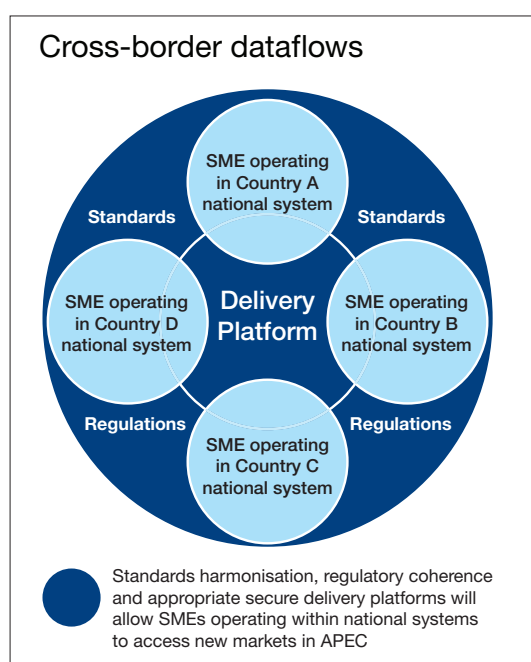 Cross-border dataflows
SME operating
in Country A
national system
Standards
Standards
SME operating
in Country D
national system
Delivery
Platform
SME operating
in Country B
national system
Regulations
Regulations
SME operating
in Country C
national system
Standards harmonisation, regulatory coherence
and appropriate secure delivery platforms will
allow SMEs operating within national systems
to access new markets in APEC